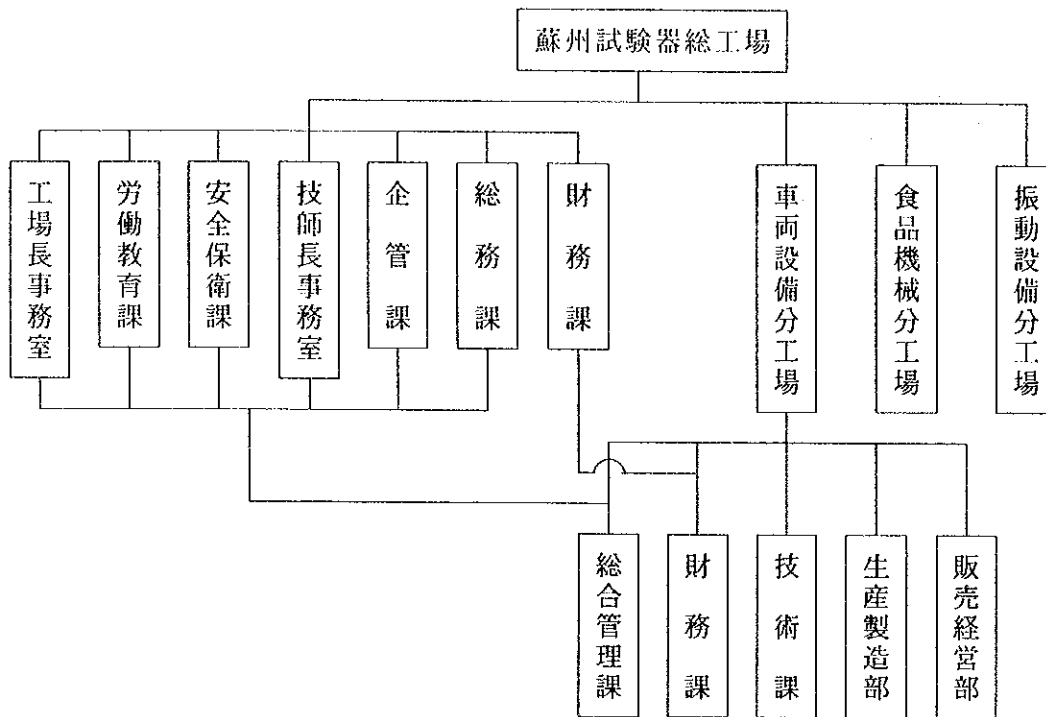 蘇州試験器総工場
工場長事務室
労働教育課
安全保衛課
技師長事務室
企管課
総務課
財務課
車両設備分工場
食品機械分工場
振動設備分工場
総合管理課
財務課
技術課
生産製造部
販売経営部